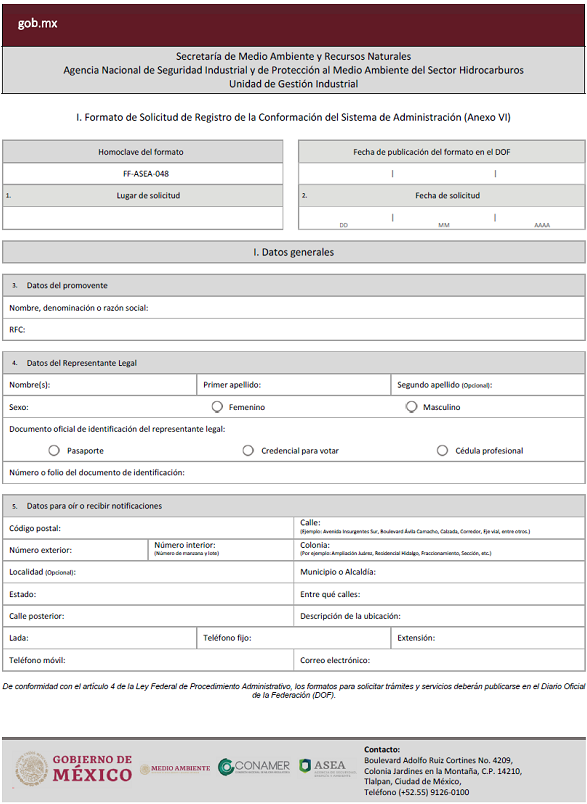 gob.mx
Secretaría de Medio Ambiente y Recursos Naturales
Agencia Nacional de Seguridad Industrial y de Protección al Medio Ambiente del Sector Hidrocarburos
Unidad de Gestión Industrial
I. Formato de Solicitud de Registro de la Conformación del Sistema de Administración (Anexo VI)
Homoclave del formato
FF-ASEA-048
1. Lugar de solicitud
Fecha de publicación del formato en el DOF
| |
2. Fecha de solicitud
| |
DD MM AAAA
I. Datos generales
3. Datos del promovente
Nombre, denominación o razón social:
RFC:
4. Datos del Representante Legal
Nombre(s): Primer apellido: Segundo apellido (Opcional):
Sexo: Femenino Masculino
Documento oficial de identificación del representante legal:
Pasaporte Credencial para votar Cédula profesional
Número o folio del documento de identificación:
5. Datos para oír o recibir notificaciones
Código postal:
Calle:
(Ejemplo: Avenida Insurgentes Sur, Boulevard Ávila Camacho, Calzada, Corredor, Eje vial, entre otros.)
Número exterior:
Número interior:
(Número de manzana y lote)
Colonia:
(Por ejemplo: Ampliación Juárez, Residencial Hidalgo, Fraccionamiento, Sección, etc.)
Localidad (Opcional): Municipio o Alcaldía:
Estado: Entre qué calles:
Calle posterior: Descripción de la ubicación:
Lada: Teléfono fijo: Extensión:
Teléfono móvil: Correo electrónico:
De conformidad con el artículo 4 de la Ley Federal de Procedimiento Administrativo, los formatos para solicitar trámites y servicios deberán publicarse en el Diario Oficial
de la Federación (DOF).
GOBIERNO DE
MÉXICO
MEDIO AMBIENTE
CONAMER
ASEA
Contacto:
Boulevard Adolfo Ruiz Cortines No. 4209,
Colonia Jardines en la Montaña, C.P. 14210,
Tlalpan, Ciudad de México,
Teléfono (+52.55) 9126-0100